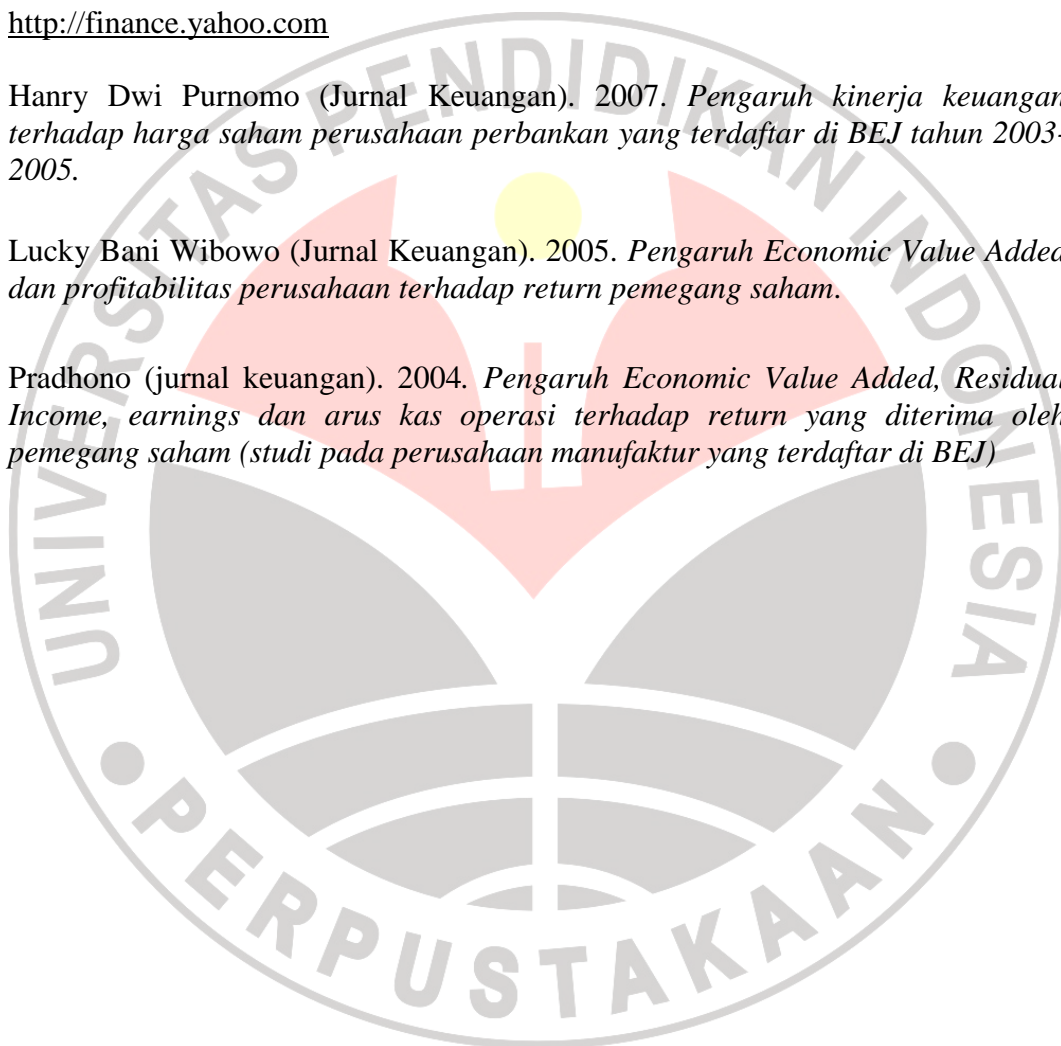 http://finance.yahoo.com
Hanry Dwi Purnomo (Jurnal Keuangan). 2007. Pengaruh kinerja keuangan
terhadap harga saham perusahaan perbankan yang terdaftar di BEJ tahun 2003-
2005.
Lucky Bani Wibowo (Jurnal Keuangan). 2005. Pengaruh Economic Value Added
dan profitabilitas perusahaan terhadap return pemegang saham.
Pradhono (jurnal keuangan). 2004. Pengaruh Economic Value Added, Residual
Income, earnings dan arus kas operasi terhadap return yang diterima oleh
pemegang saham (studi pada perusahaan manufaktur yang terdaftar di BEJ)
UNIVERSITAS PENDIDIKAN INDONESIA
PERPUSTAKAAN